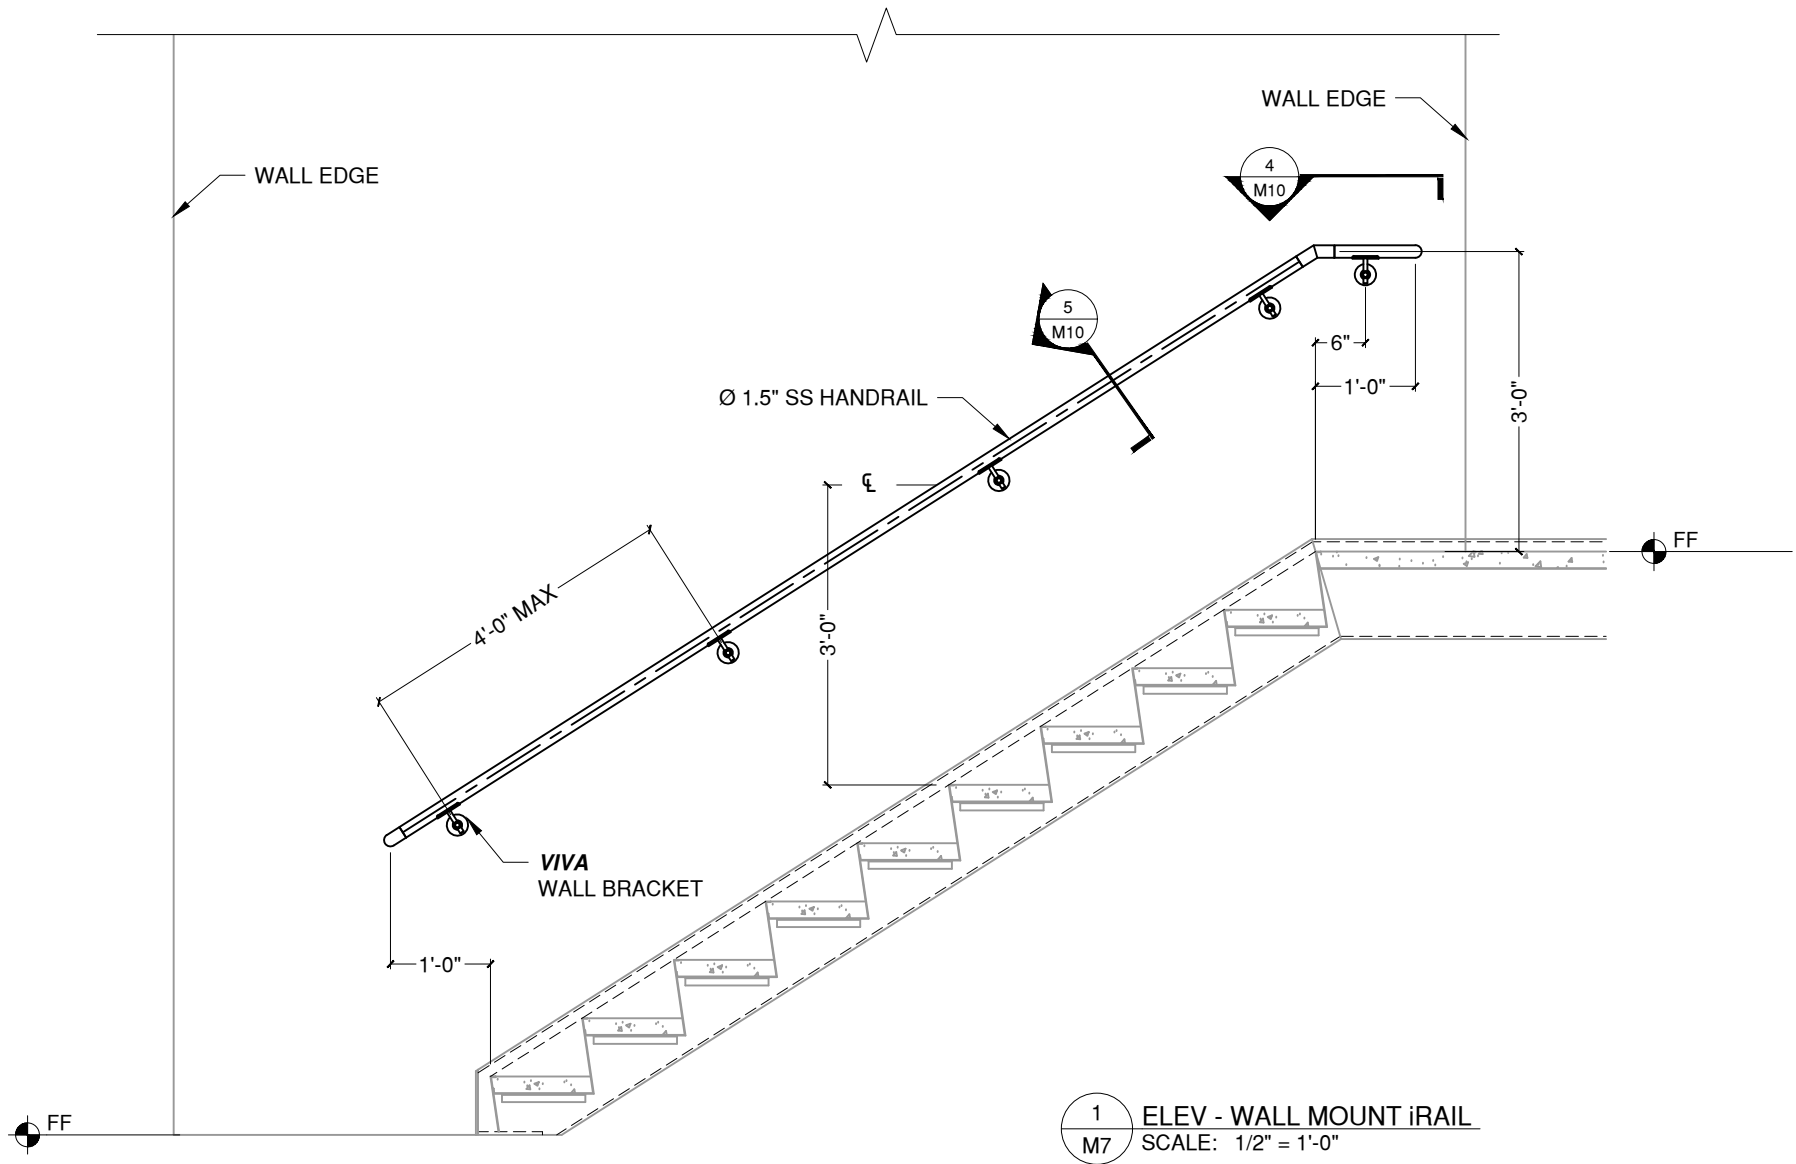 WALL EDGE
WALL EDGE
4
M10
5
M10
6"
1'-0"
3'-0"
Ø 1.5" SS HANDRAIL
℄
4'-0" MAX
3'-0"
FF
VIVA
WALL BRACKET
1'-0"
FF
1
M7
ELEV - WALL MOUNT iRAIL
SCALE: 1/2" = 1'-0"